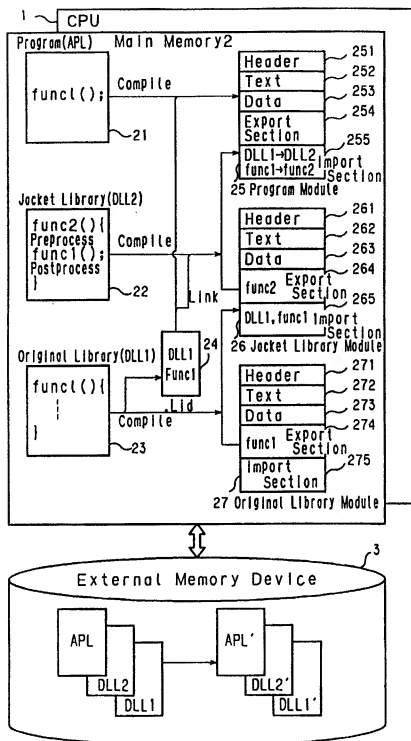 1
CPU
Program(APL)
Main Memory2
func1();
21
Compile
Header
Text
Data
Export
Section
DLL1→DLL2
func1→func2
Import
Section
251
252
253
254
255
25 Program Module
Jocket Library(DLL2)
func2(){
Preprocess
func1();
Postprocess
}
22
Compile
Link
Header
Text
Data
func2
Export
Section
DLL1,func1
Import
Section
261
262
263
264
265
26 Jocket Library Module
Original Library(DLL1)
func1(){
}
23
Compile
DLL1
Func1
24
.Lid
Header
Text
Data
func1
Export
Section
Import
Section
271
272
273
274
275
27 Original Library Module
3
External Memory Device
APL
DLL2
DLL1
APL'
DLL2'
DLL1'